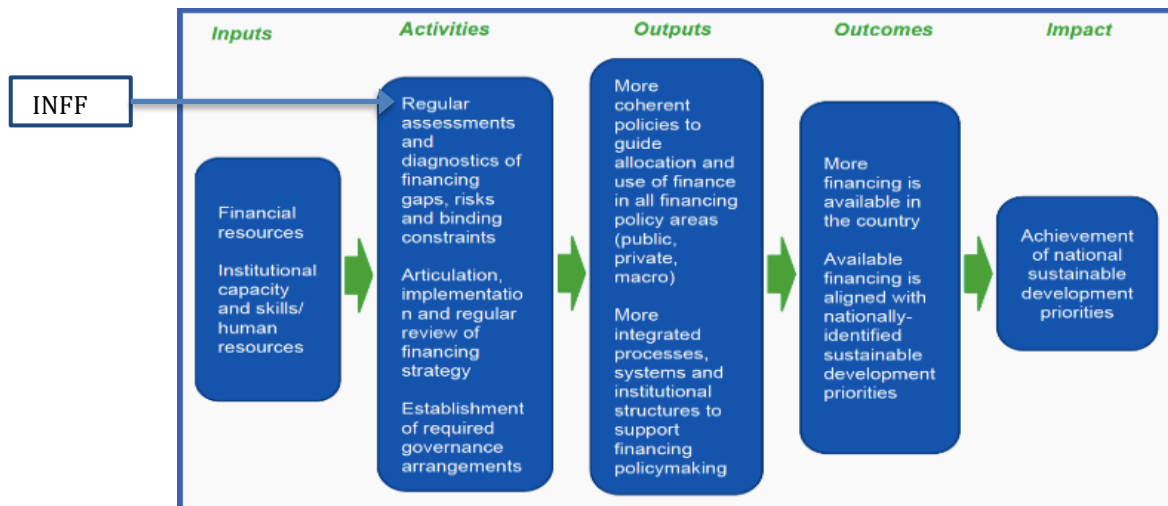 Inputs
Activities
Outputs
Outcomes
Impact
INFF
Financial
resources
Institutional
capacity
and skills/
human
resources
Regular
assessments
and
diagnostics of
financing
gaps, risks
and binding
constraints
Articulation,
implementatio
n and regular
review of
financing
strategy
Establishment
of required
governance
arrangements
More
coherent
policies to
guide
allocation and
use of finance
in all financing
policy areas
(public,
private,
macro)
More
integrated
processes,
systems and
institutional
structures to
support
financing
policymaking
More
financing is
available in
the country
Available
financing is
aligned with
nationally-
identified
sustainable
development
priorities
Achievement
of national
sustainable
development
priorities